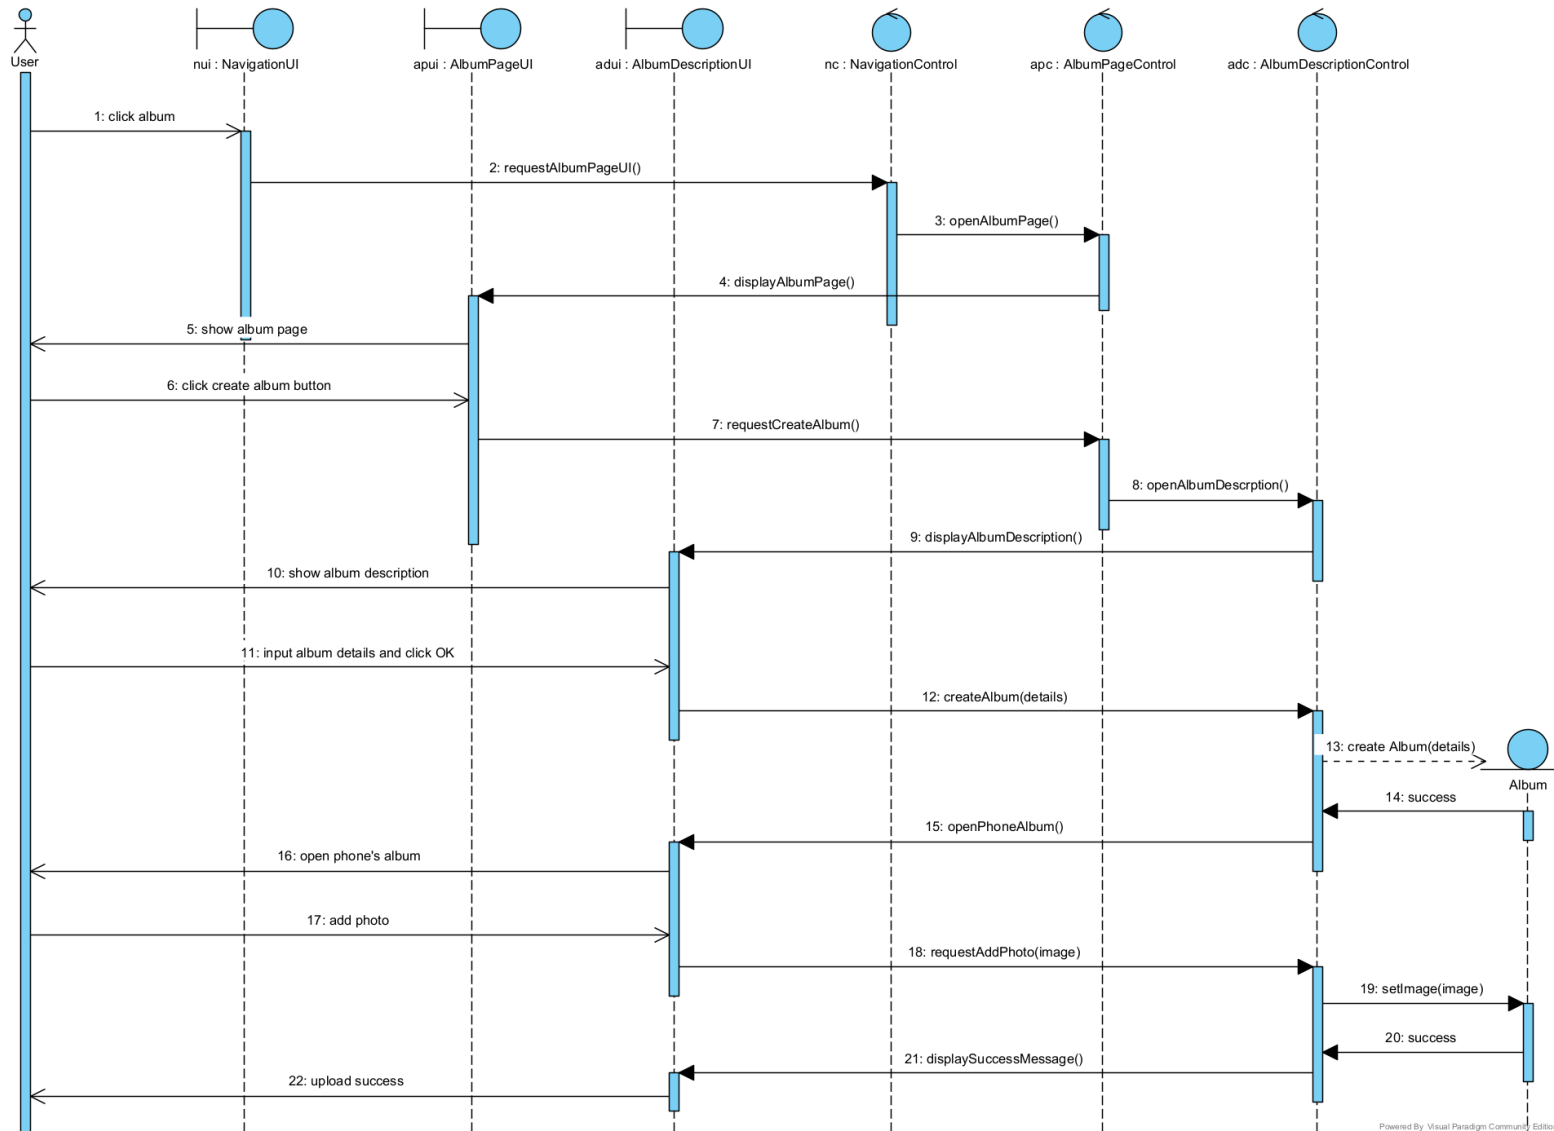 User
nui : NavigationUI
apui : AlbumPageUI
adui : AlbumDescriptionUI
nc : NavigationControl
apc : AlbumPageControl
adc : AlbumDescriptionControl
1: click album
2: requestAlbumPageUI()
3: openAlbumPage()
4: displayAlbumPage()
5: show album page
6: click create album button
7: requestCreateAlbum()
8: openAlbumDescrption()
9: displayAlbumDescription()
10: show album description
11: input album details and click OK
12: createAlbum(details)
13: create Album(details)
Album
14: success
15: openPhoneAlbum()
16: open phone's album
17: add photo
18: requestAddPhoto(image)
19: setImage(image)
20: success
21: displaySuccessMessage()
22: upload success
Powered By Visual Paradigm Community Editio